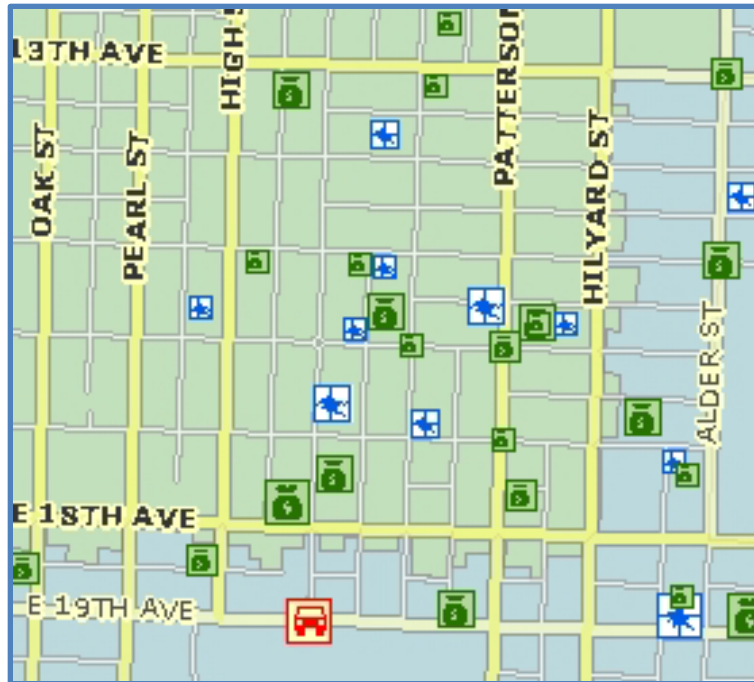 13TH AVE
HIGH S
PATTERSON
OAK ST
PEARL ST
HILYARD ST
ALDER ST
E 18TH AVE
E 19TH AVE